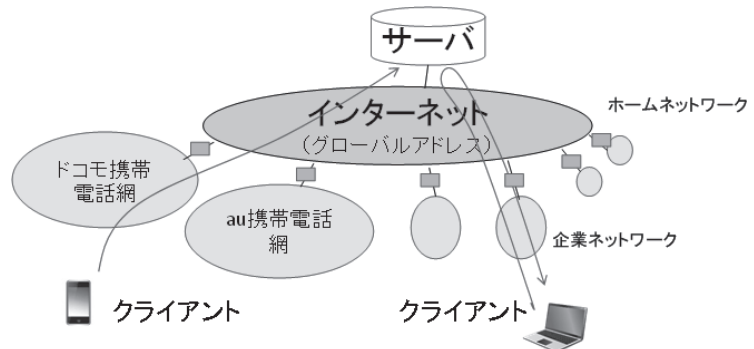 サーバ
インターネット
(グローバルアドレス)
ホームネットワーク
ドコモ携帯
電話網
au携帯電話
網
企業ネットワーク
クライアント
クライアント